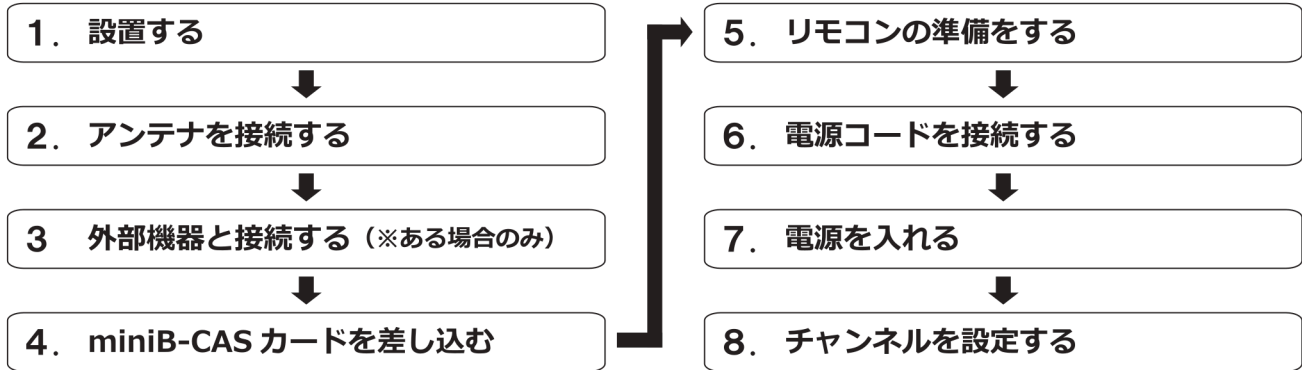 1. 設置する
2. アンテナを接続する
3 外部機器と接続する（※ある場合のみ）
4. miniB-CAS カードを差し込む
5. リモコンの準備をする
6. 電源コードを接続する
7. 電源を入れる
8. チャンネルを設定する